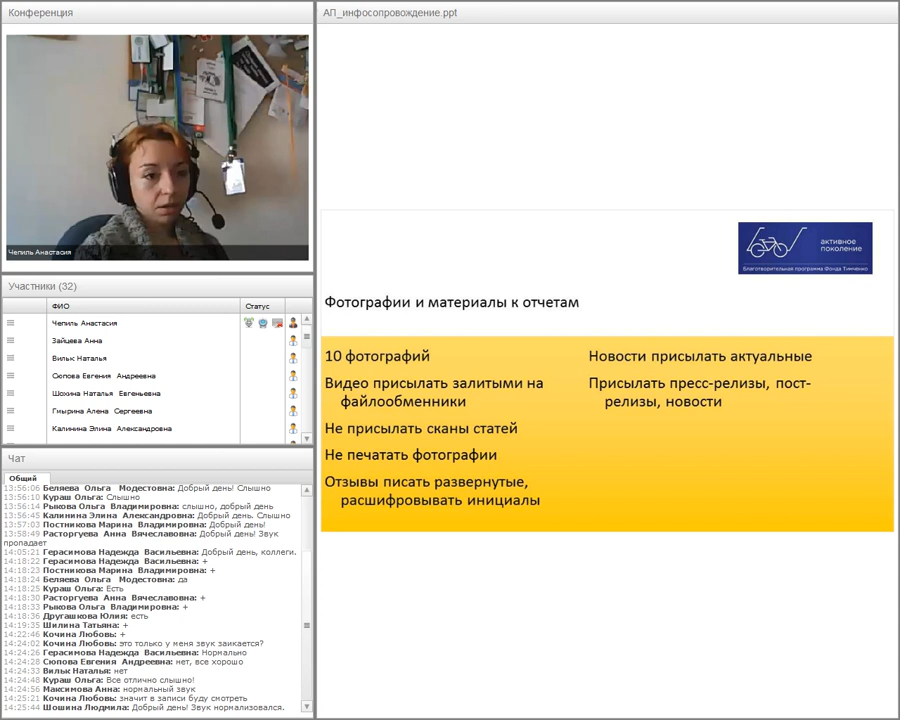 Конференция
Чепиль Анастасия
Участники (32)
ФИО
Статус
Чепиль Анастасия
Зайцева Анна
Вильк Наталья
Сюпова Евгения Андреевна
Шохина Наталья Евгеньевна
Гмырина Алена Сергеевна
Калинина Элина Александровна
Чат
Общий
13:56:06 Беляева Ольга Модестовна: Добрый день! Слышно
13:56:10 Кураш Ольга: Слышно
13:56:14 Рыкова Ольга Владимировна: слышно, добрый день
13:56:45 Калинина Элина Александровна: Добрый день. Слышно
13:57:03 Постникова Марина Владимировна: Добрый день!
13:58:49 Расторгуева Анна Вячеславовна: Добрый день! Звук
пропадает
14:05:21 Герасимова Надежда Васильевна: Добрый день, коллеги.
14:18:22 Герасимова Надежда Васильевна: +
14:18:23 Постникова Марина Владимировна: +
14:18:24 Беляева Ольга Модестовна: да
14:18:25 Кураш Ольга: Есть
14:18:30 Расторгуева Анна Вячеславовна: +
14:18:33 Рыкова Ольга Владимировна: +
14:18:36 Другашкова Юлия: есть
14:19:35 Шилина Татьяна: +
14:22:46 Кочина Любовь: +
14:24:02 Кочина Любовь: это только у меня звук заикается?
14:24:26 Герасимова Надежда Васильевна: Нормально
14:24:28 Сюпова Евгения Андреевна: нет, все хорошо
14:24:33 Вильк Наталья: нет
14:24:48 Кураш Ольга: Все отлично слышно!
14:24:56 Максимова Анна: нормальный звук
14:25:21 Кочина Любовь: значит в записи буду смотреть
14:25:44 Шошина Людмила: Добрый день! Звук нормализовался.
АП_инфосопровождение.ppt
активное
поколение
Благотворительная программа Фонда Тимченко
Фотографии и материалы к отчетам
10 фотографий
Видео присылать залитыми на
файлообменники
Не присылать сканы статей
Не печатать фотографии
Отзывы писать развернутые,
расшифровывать инициалы
Новости присылать актуальные
Присылать пресс-релизы, пост-
релизы, новости